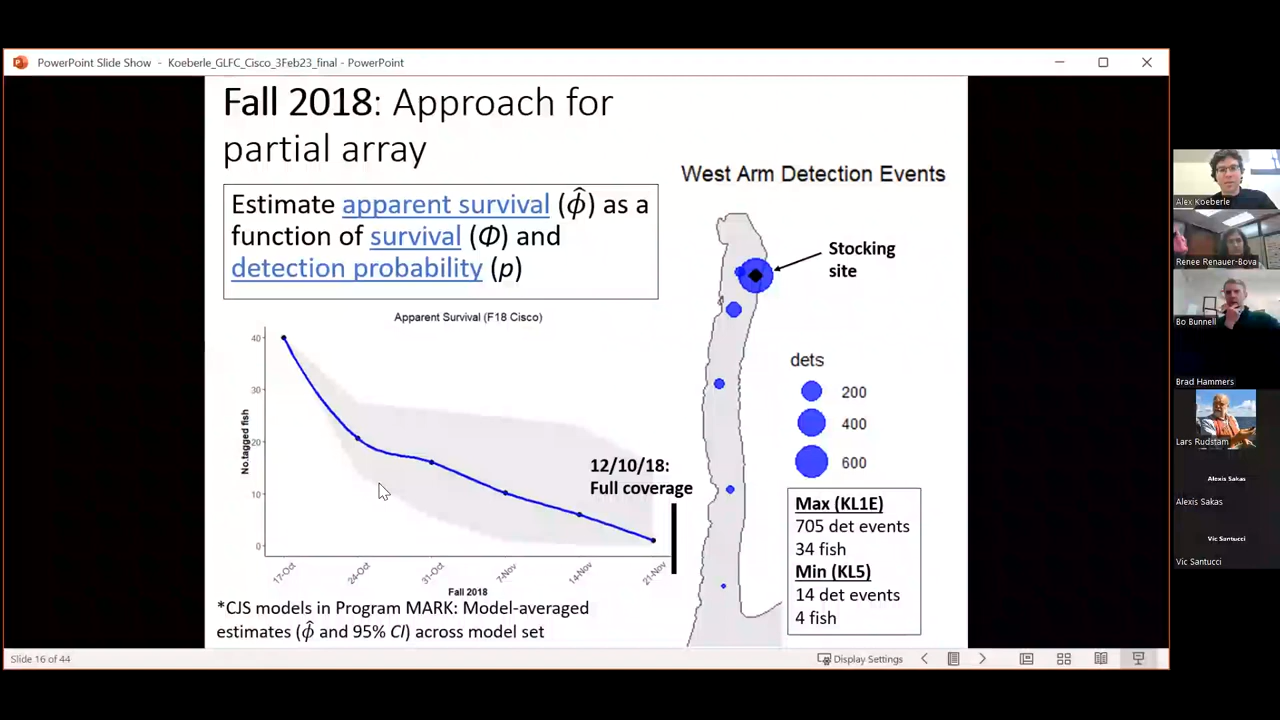 PowerPoint Slide Show - Koeberle_GLFC_Cisco_3Feb23_final - PowerPoint
Fall 2018: Approach for
partial array
Estimate apparent survival (ϕ̂) as a
function of survival (Φ) and
detection probability (p)
Apparent Survival (F18 Cisco)
No.tagged fish
40
30
20
10
0
17-Oct
24-Oct
31-Oct
7-Nov
14-Nov
21-Nov
Fall 2018
12/10/18:
Full coverage
*CJS models in Program MARK: Model-averaged
estimates (ϕ̂ and 95% CI) across model set
West Arm Detection Events
Stocking
site
dets
200
400
600
Max (KL1E)
705 det events
34 fish
Min (KL5)
14 det events
4 fish
Slide 16 of 44
Display Settings
Alex Koeberle
Renee Renauer-Bova
Bo Bunnell
Brad Hammers
Lars Rudstam
Alexis Sakas
Alexis Sakas
Vic Santucci
Vic Santucci